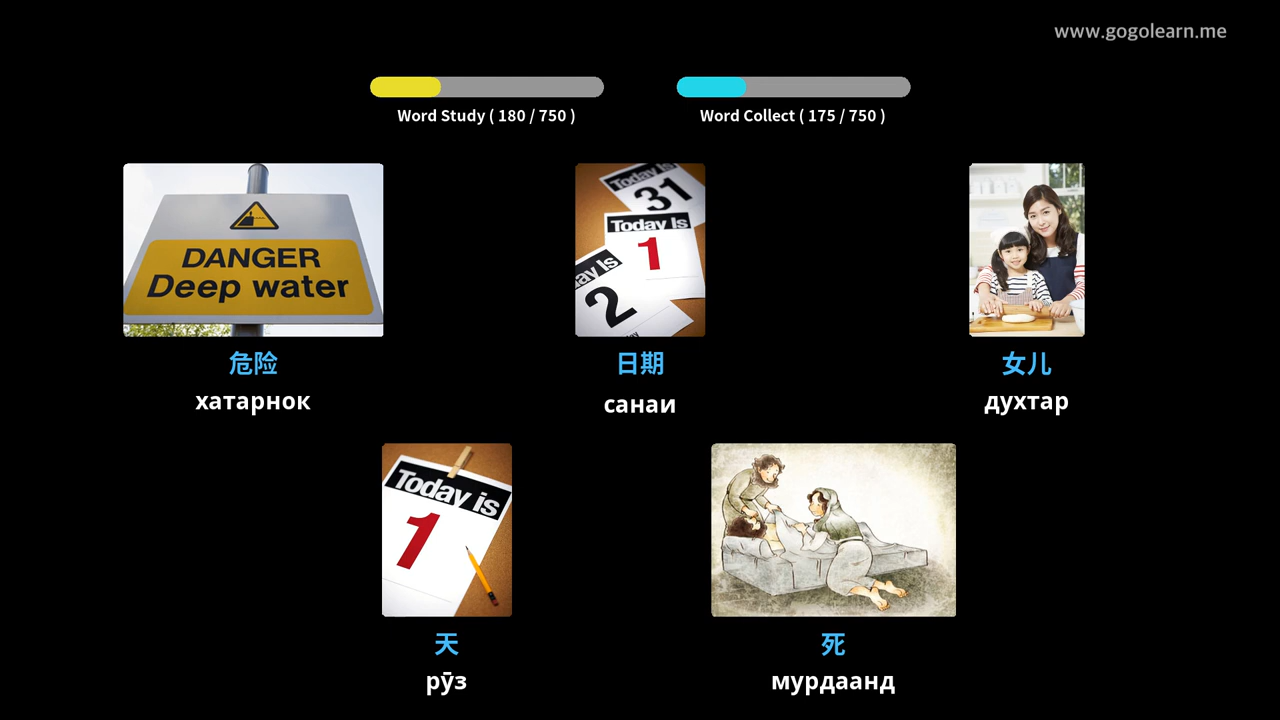 www.gogolearn.me
Word Study ( 180 / 750 )
Word Collect ( 175 / 750 )
DANGER
Deep water
Today is
31
Today Is
1
ay Is
2
危险
日期
女儿
хатарнок
санаи
духтар
Today is
1
天
死
рӯз
мурдаанд